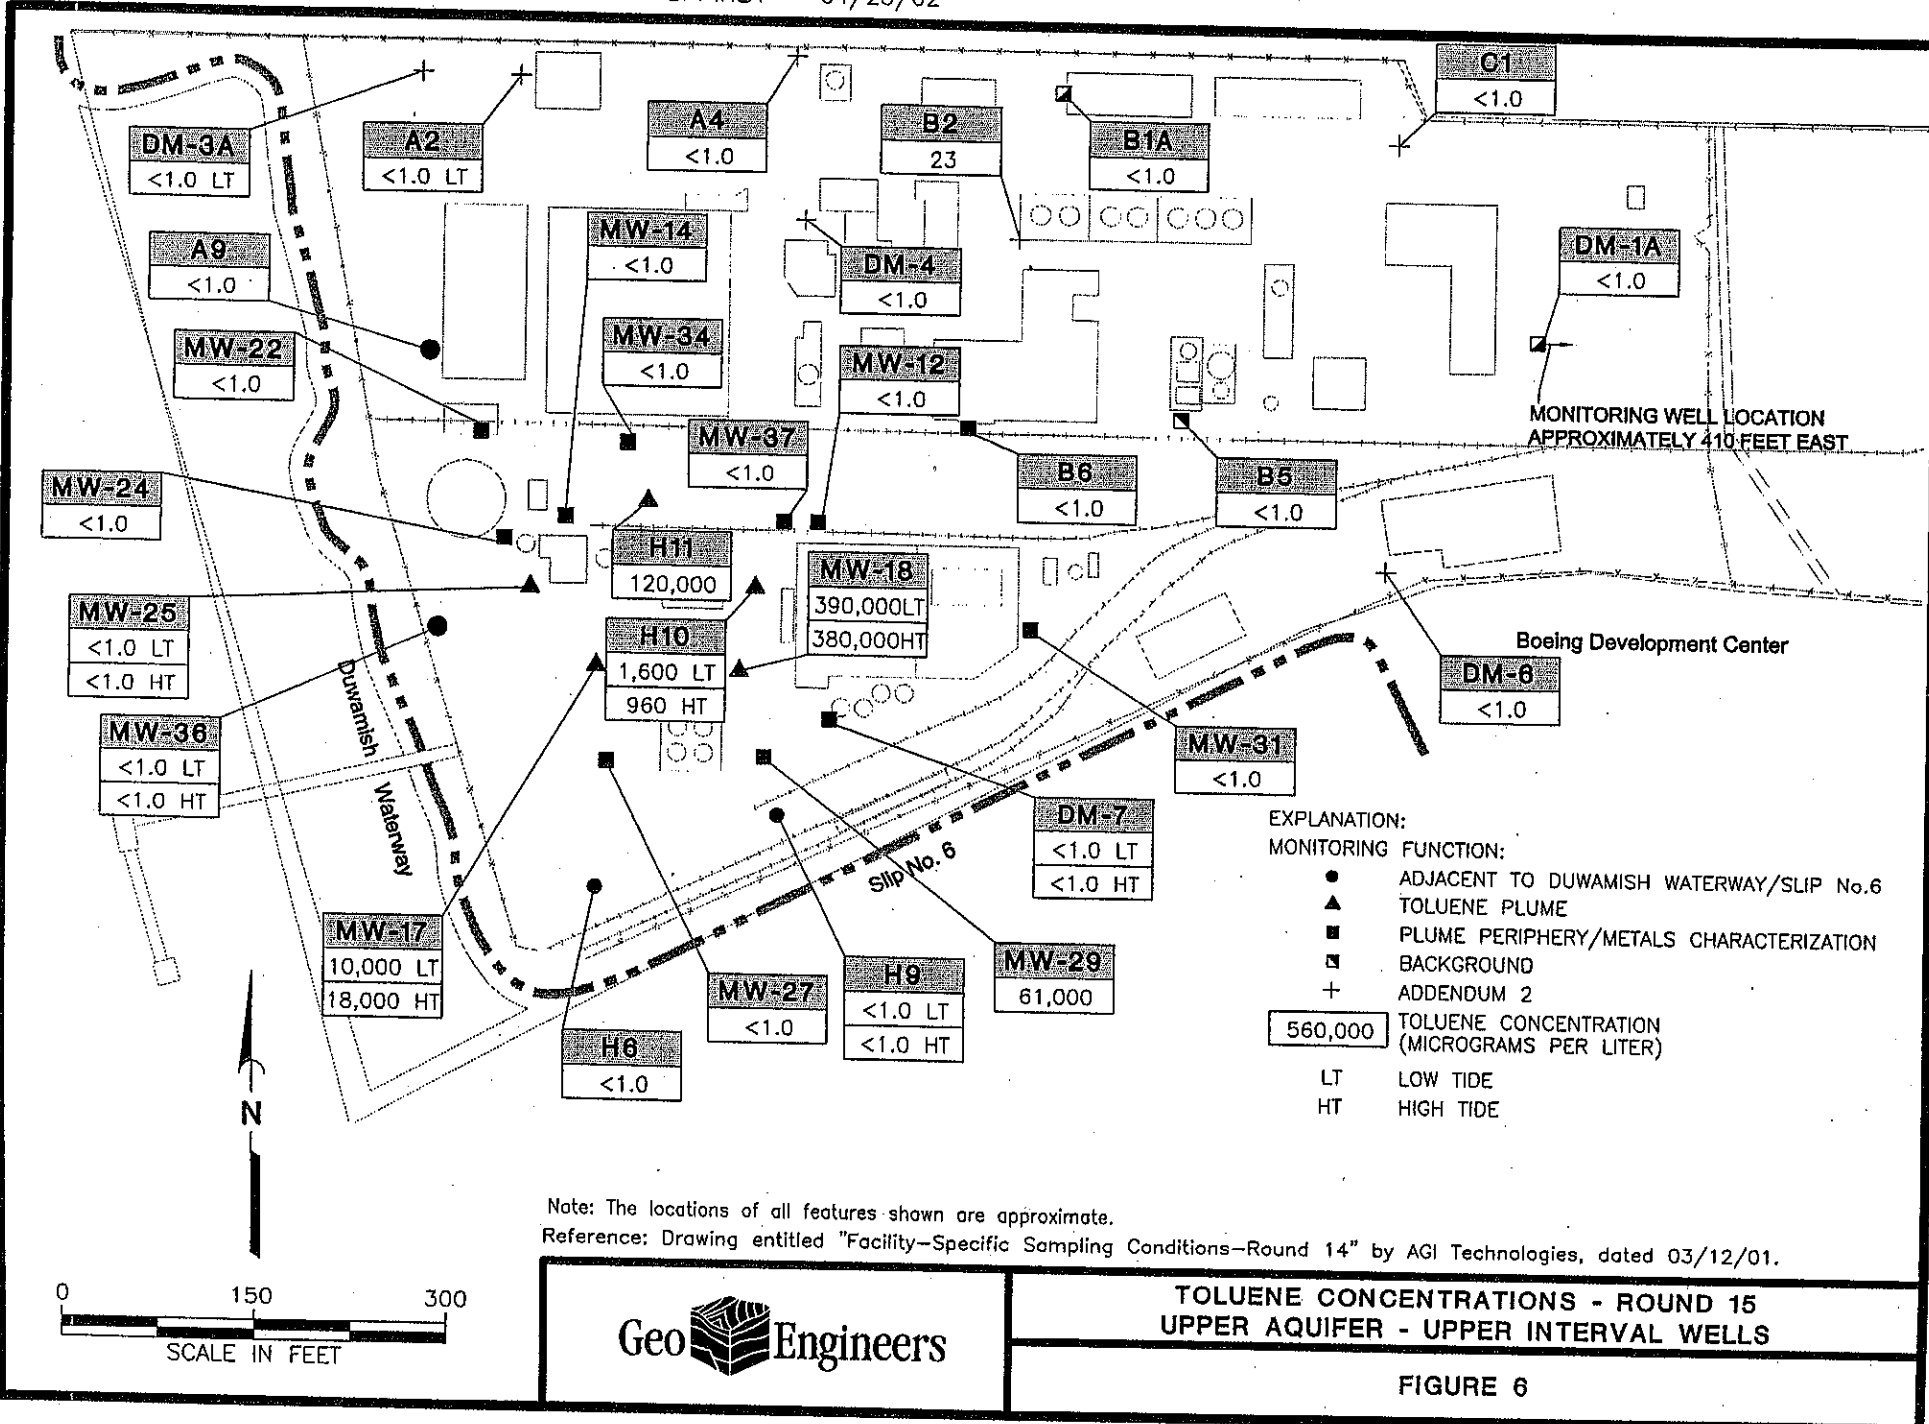 01/23/02
C1
<1.0
A4
<1.0
B2
23
B1A
<1.0
DM-3A
<1.0 LT
A2
<1.0 LT
A9
<1.0
MW-14
<1.0
DM-4
<1.0
DM-1A
<1.0
MW-22
<1.0
MW-34
<1.0
MW-12
<1.0
MONITORING WELL LOCATION
APPROXIMATELY 410 FEET EAST
MW-37
<1.0
B6
<1.0
B5
<1.0
MW-24
<1.0
H11
120,000
MW-18
390,000LT
380,000HT
MW-25
<1.0 LT
<1.0 HT
H10
1,600 LT
960 HT
Boeing Development Center
DM-6
<1.0
MW-36
<1.0 LT
<1.0 HT
Duwamish Waterway
MW-31
<1.0
DM-7
<1.0 LT
<1.0 HT
Slip No. 6
MW-17
10,000 LT
18,000 HT
MW-27
<1.0
H9
<1.0 LT
<1.0 HT
MW-29
61,000
H6
<1.0
EXPLANATION:
MONITORING FUNCTION:
ADJACENT TO DUWAMISH WATERWAY/SLIP No.6
TOLUENE PLUME
PLUME PERIPHERY/METALS CHARACTERIZATION
BACKGROUND
ADDENDUM 2
560,000 TOLUENE CONCENTRATION
(MICROGRAMS PER LITER)
LT LOW TIDE
HT HIGH TIDE
N
Note: The locations of all features shown are approximate.
Reference: Drawing entitled "Facility-Specific Sampling Conditions-Round 14" by AGI Technologies, dated 03/12/01.
0 150 300
SCALE IN FEET
Geo Engineers
TOLUENE CONCENTRATIONS - ROUND 15
UPPER AQUIFER - UPPER INTERVAL WELLS
FIGURE 6